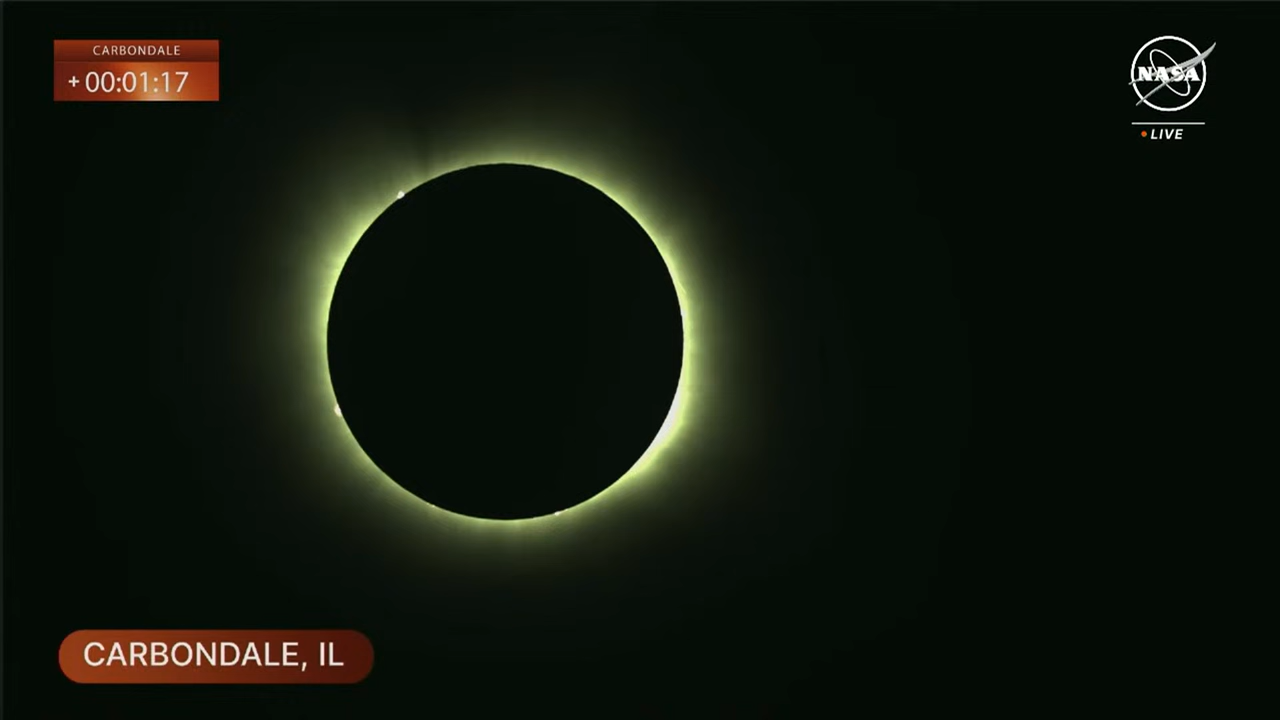 CARBONDALE
+ 00:01:17
NASA
LIVE
CARBONDALE, IL